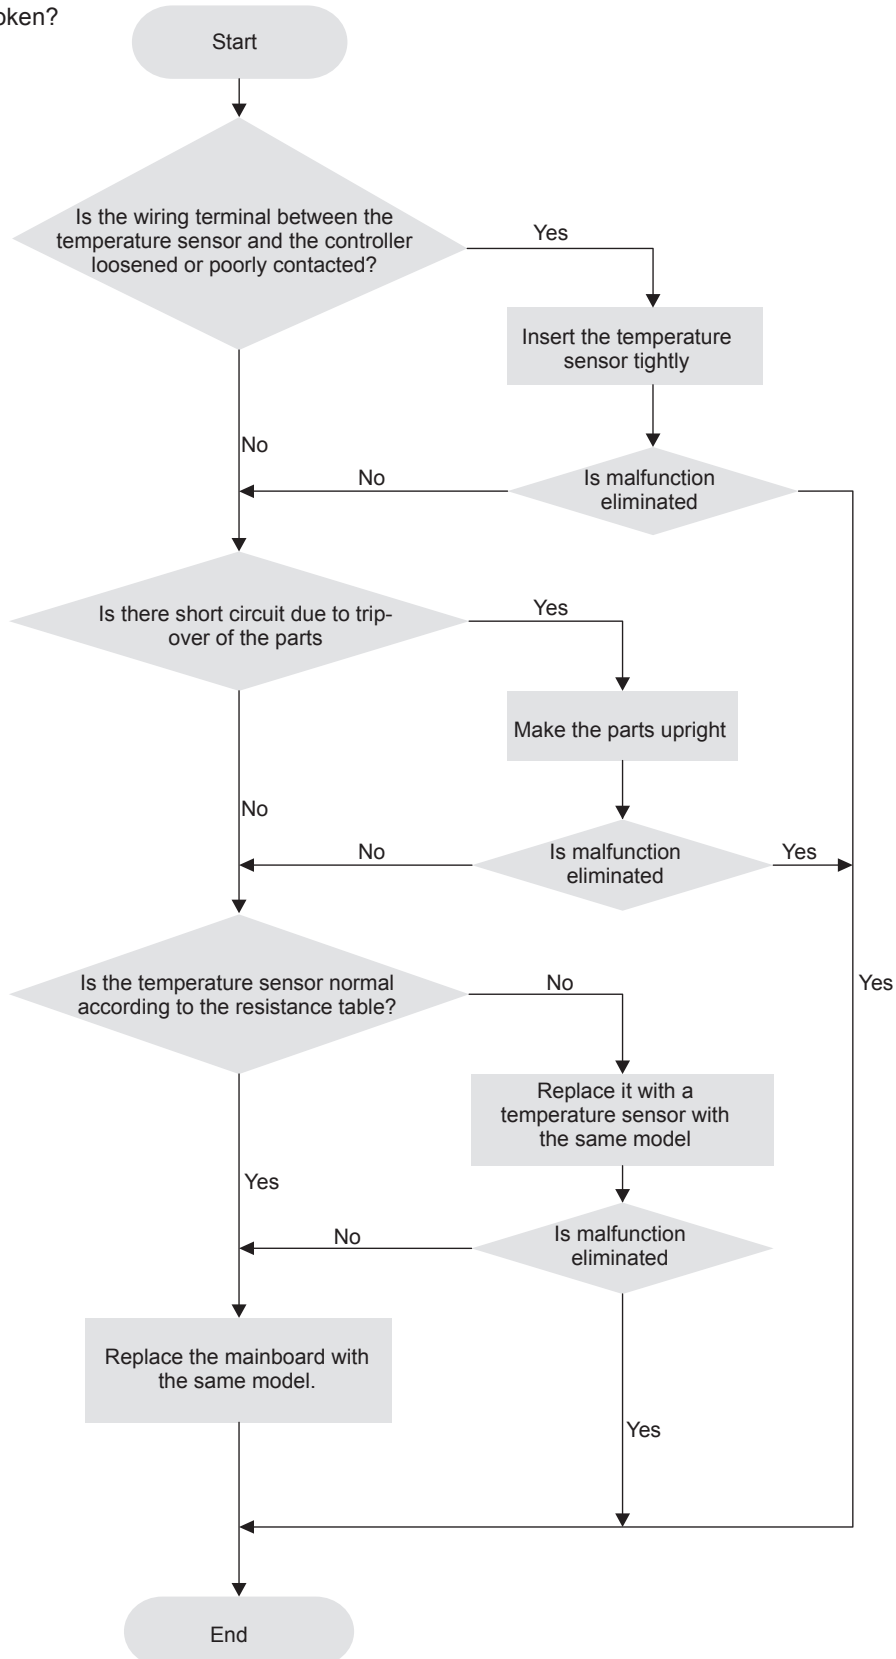 Start
Is the wiring terminal between the
temperature sensor and the controller
loosened or poorly contacted?
Yes
Insert the temperature
sensor tightly
No
No
Is malfunction
eliminated
Is there short circuit due to trip-
over of the parts
Yes
Make the parts upright
No
No
Is malfunction
eliminated
Yes
Is the temperature sensor normal
according to the resistance table?
No
Yes
Replace it with a
temperature sensor with
the same model
Yes
No
Is malfunction
eliminated
Replace the mainboard with
the same model.
Yes
End